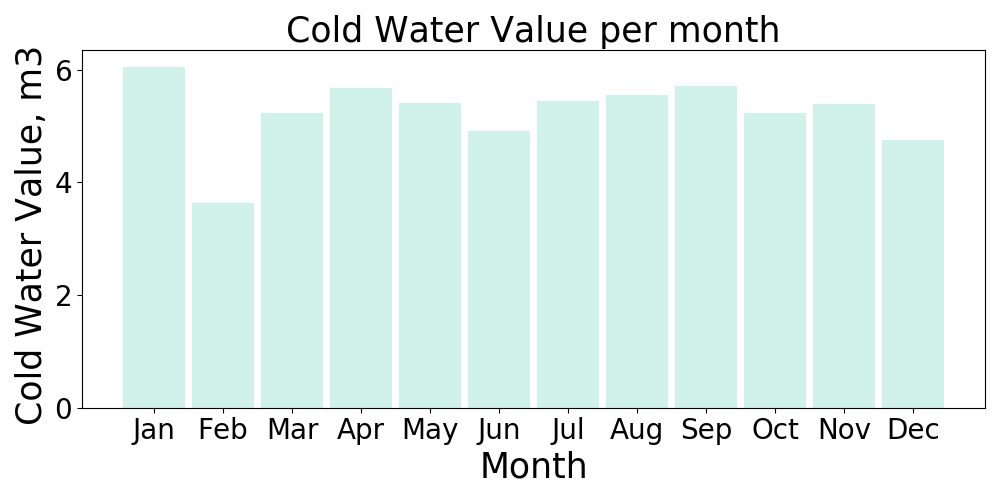 Cold Water Value per month
Cold Water Value, m3
6
4
2
0
Jan Feb Mar Apr May Jun Jul Aug Sep Oct Nov Dec
Month